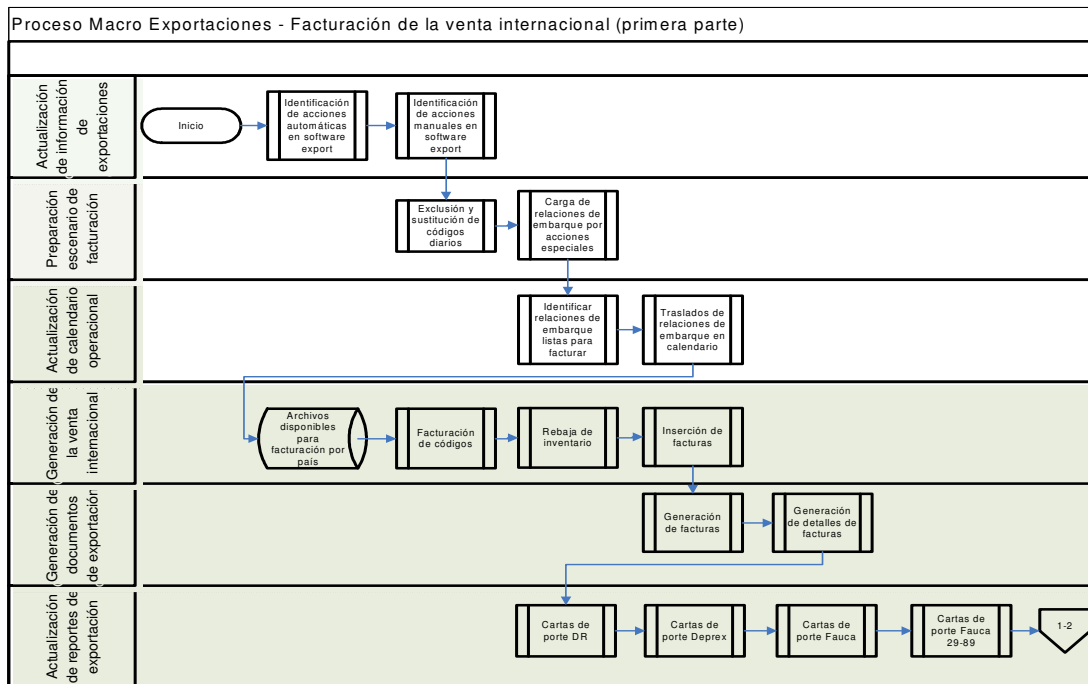 Proceso Macro Exportaciones - Facturación de la venta internacional (primera parte)
Actualización
de información
de
exportaciones
Inicio
Identificación
de acciones
automáticas
en software
export
Identificación
de acciones
manuales en
software
export
Preparación
escenario de
facturación
Exclusión y
sustitución de
códigos
diarios
Carga de
relaciones de
embarque por
acciones
especiales
Actualización
de calendario
operacional
Identificar
relaciones de
embarque
listas para
facturar
Traslados de
relaciones de
embarque en
calendario
Generación de
la venta
internacional
Archivos
disponibles
para
facturación por
país
Facturación
de códigos
Rebaja de
inventario
Inserción de
facturas
Generación de
documentos
de exportación
Generación
de facturas
Generación
de detalles de
facturas
Actualización
de reportes de
exportación
Cartas de
porte DR
Cartas de
porte Deprex
Cartas de
porte Fauca
Cartas de
porte Fauca
29-89
1-2